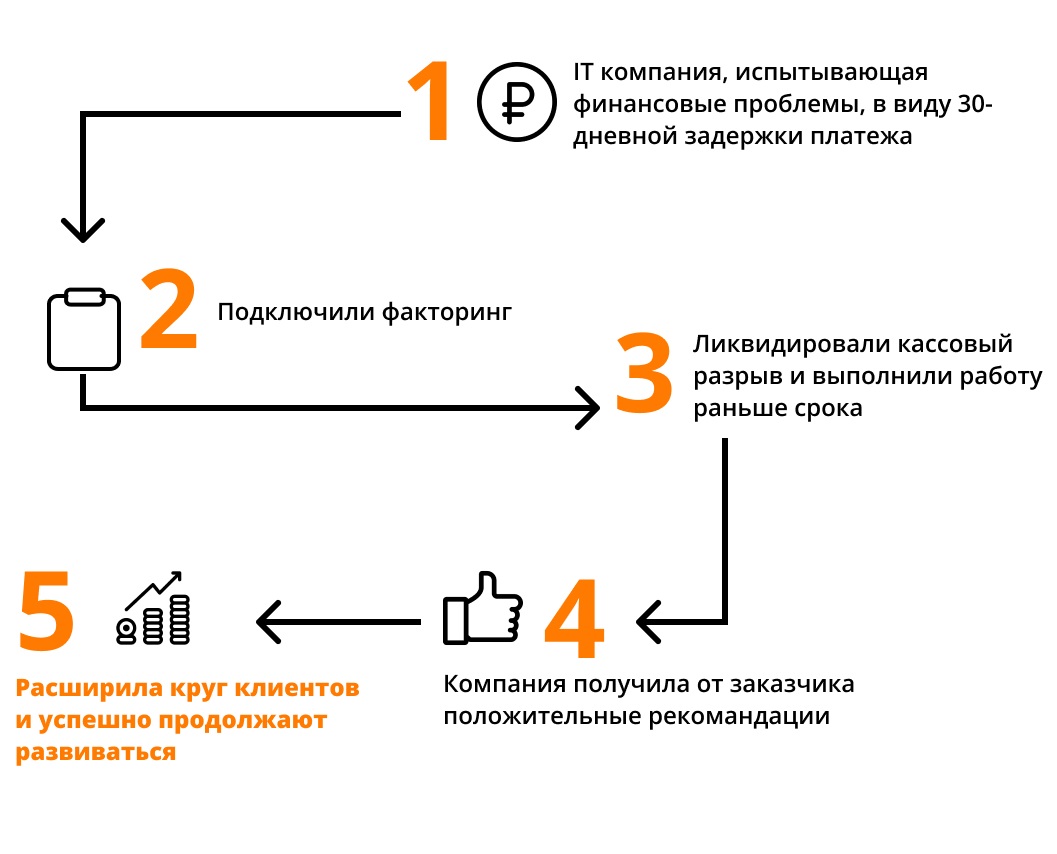 1
IT компания, испытывающая
финансовые проблемы, в виду 30-
дневной задержки платежа
2
Подключили факторинг
3
Ликвидировали кассовый
разрыв и выполнили работу
раньше срока
4
Компания получила от заказчика
положительные рекомандации
5
Расширила круг клиентов
и успешно продолжают
развиваться